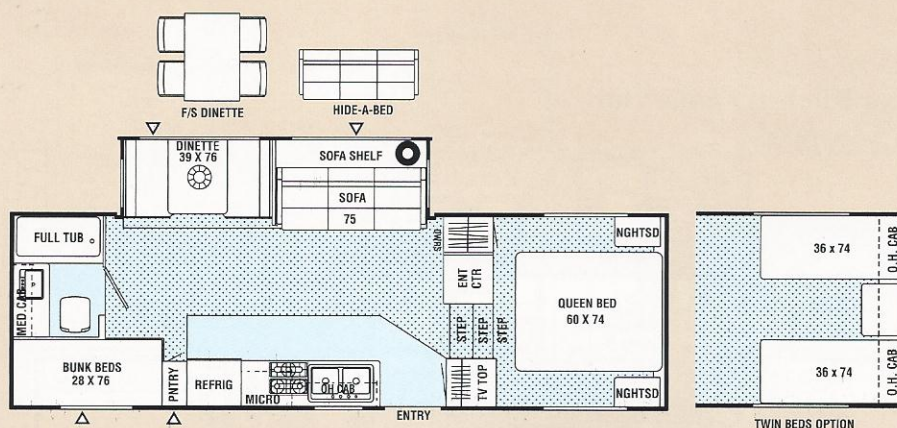 F/S DINETTE
HIDE-A-BED
DINETTE
39 X 76
SOFA SHELF
SOFA
75
FULL TUB
MED. CAB
BUNK BEDS
28 X 76
PNTRY
REFRIG
MICRO
OH. CAB
ENTRY
DWRS
ENT
CTR
STEP
STEP
STEP
TV TOP
NGHTSD
QUEEN BED
60 X 74
NGHTSD
36 x 74
O.H. CAB
36 x 74
O.H. CAB
TWIN BEDS OPTION